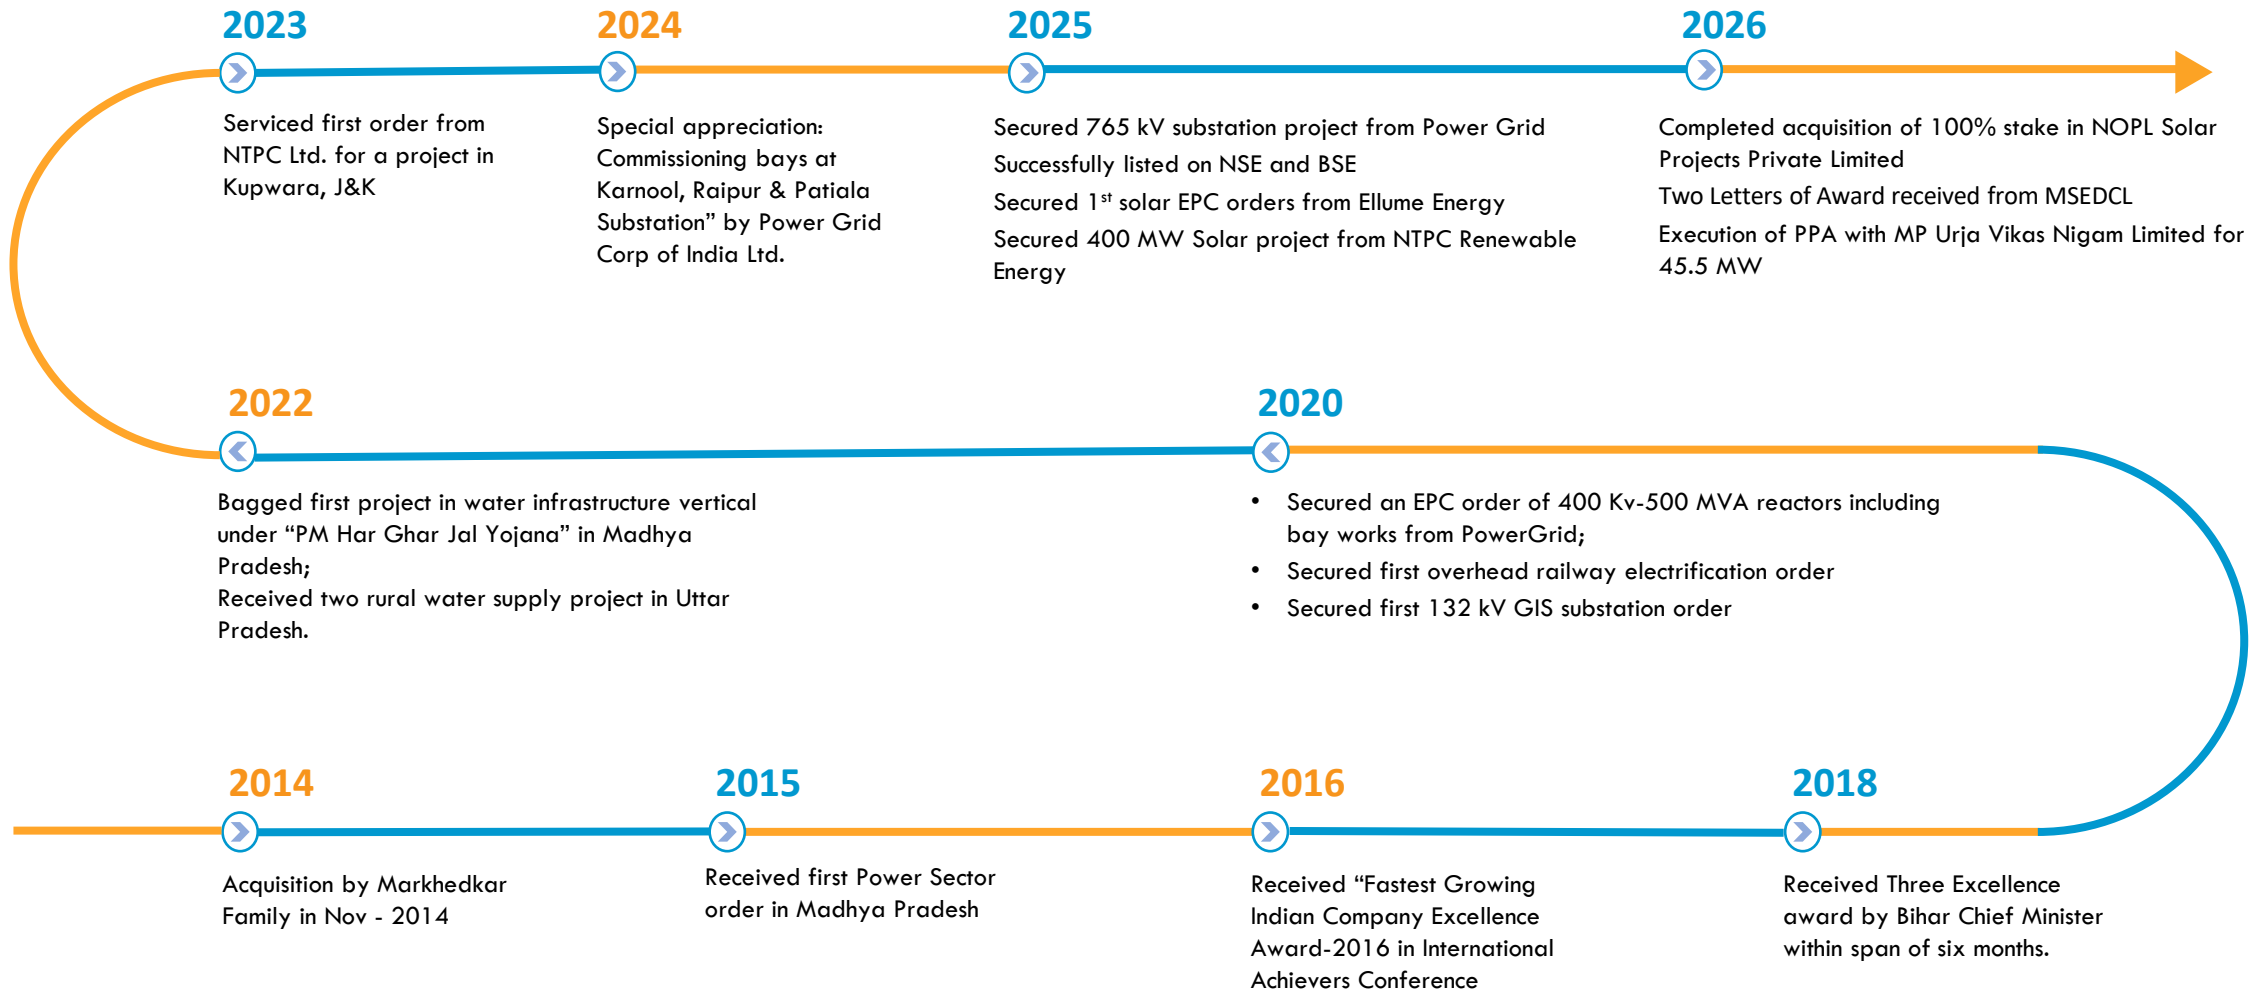 2023
Serviced first order from
NTPC Ltd. for a project in
Kupwara, J&K
2024
Special appreciation:
Commissioning bays at
Karnool, Raipur & Patiala
Substation” by Power Grid
Corp of India Ltd.
2025
Secured 765 kV substation project from Power Grid
Successfully listed on NSE and BSE
Secured 1st solar EPC orders from Ellume Energy
Secured 400 MW Solar project from NTPC Renewable
Energy
2026
Completed acquisition of 100% stake in NOPL Solar
Projects Private Limited
Two Letters of Award received from MSEDCL
Execution of PPA with MP Urja Vikas Nigam Limited for
45.5 MW
2022
Bagged first project in water infrastructure vertical
under “PM Har Ghar Jal Yojana” in Madhya
Pradesh;
Received two rural water supply project in Uttar
Pradesh.
2020
• Secured an EPC order of 400 Kv-500 MVA reactors including
bay works from PowerGrid;
• Secured first overhead railway electrification order
• Secured first 132 kV GIS substation order
2014
Acquisition by Markhedkar
Family in Nov - 2014
2015
Received first Power Sector
order in Madhya Pradesh
2016
Received “Fastest Growing
Indian Company Excellence
Award-2016 in International
Achievers Conference
2018
Received Three Excellence
award by Bihar Chief Minister
within span of six months.